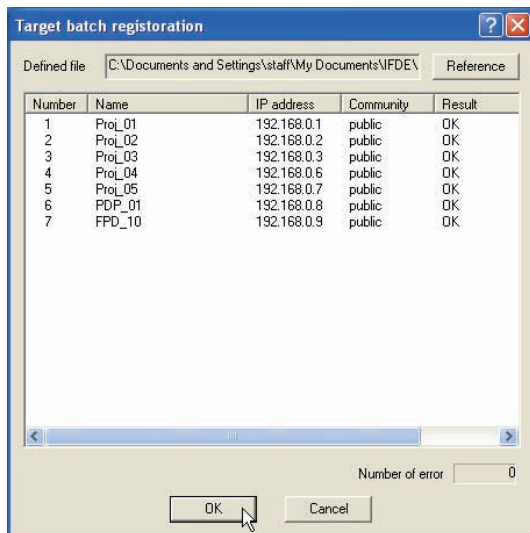 Target batch registoration
Defined file C:\Documents and Settings\staff\My Documents\IFDE\ Reference
Number Name IP address Community Result
1 Proj_01 192.168.0.1 public OK
2 Proj_02 192.168.0.2 public OK
3 Proj_03 192.168.0.3 public OK
4 Proj_04 192.168.0.6 public OK
5 Proj_05 192.168.0.7 public OK
6 PDP_01 192.168.0.8 public OK
7 FPD_10 192.168.0.9 public OK
Number of error 0
OK Cancel